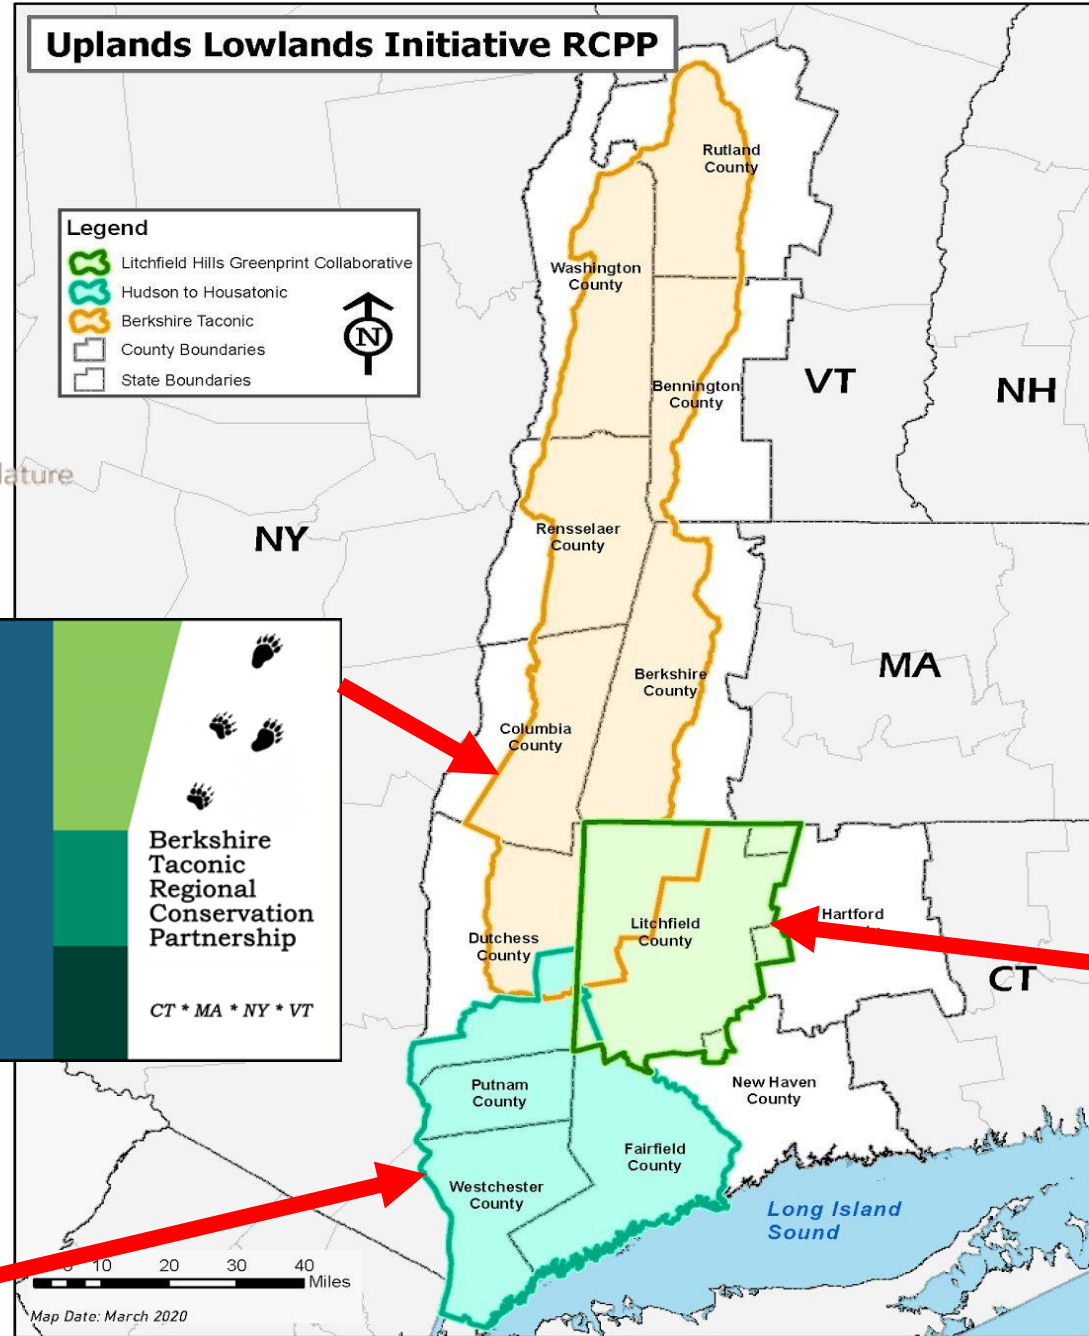 Uplands Lowlands Initiative RCPP
Legend
Litchfield Hills Greenprint Collaborative
Hudson to Housatonic
Berkshire Taconic
County Boundaries
State Boundaries
N
Rutland
County
Washington
County
Bennington
County
VT
NH
NY
Rensselaer
County
MA
Berkshire
County
Columbia
County
Berkshire
Taconic
Regional
Conservation
Partnership
CT * MA * NY * VT
Dutchess
County
Litchfield
County
Hartford
CT
Putnam
County
New Haven
County
Fairfield
County
Westchester
County
Long Island
Sound
10 20 30 40
Miles
Map Date: March 2020